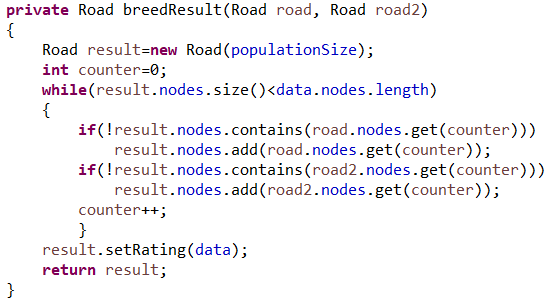 private Road breedResult(Road road, Road road2)
{
    Road result=new Road(populationSize);
    int counter=0;
    while(result.nodes.size()<data.nodes.length)
    {
        if(!result.nodes.contains(road.nodes.get(counter)))
            result.nodes.add(road.nodes.get(counter));
        if(!result.nodes.contains(road2.nodes.get(counter)))
            result.nodes.add(road2.nodes.get(counter));
        counter++;
        }
    result.setRating(data);
    return result;
}